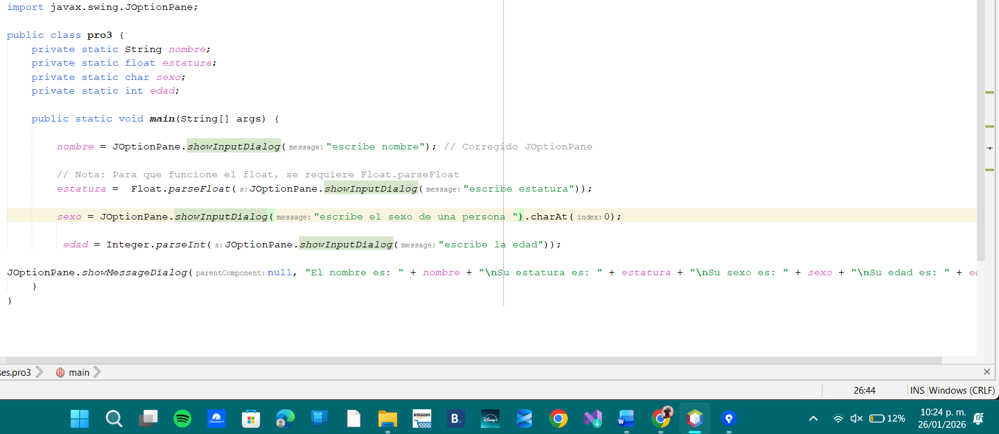 import javax.swing.JOptionPane;
public class pro3 {
private static String nombre;
private static float estatura;
private static char sexo;
private static int edad;
public static void main(String[] args) {
nombre = JOptionPane.showInputDialog( message: "escribe nombre"); // Corregido JOptionPane
// Nota: Para que funcione el float, se requiere Float.parseFloat
estatura =  Float.parseFloat( s: JOptionPane.showInputDialog( message: "escribe estatura"));
sexo = JOptionPane.showInputDialog( message: "escribe el sexo de una persona ").charAt( index: 0);
edad = Integer.parseInt( s: JOptionPane.showInputDialog( message: "escribe la edad"));
JOptionPane.showMessageDialog( parentComponent: null, "El nombre es: " + nombre + "\nSu estatura es: " + estatura + "\nSu sexo es: " + sexo + "\nSu edad es: " +
}
}
es.pro3 main
26:44 INS Windows (CRLF)
amazon
B.
Disney+
W
12%
10:24 p. m.
26/01/2026